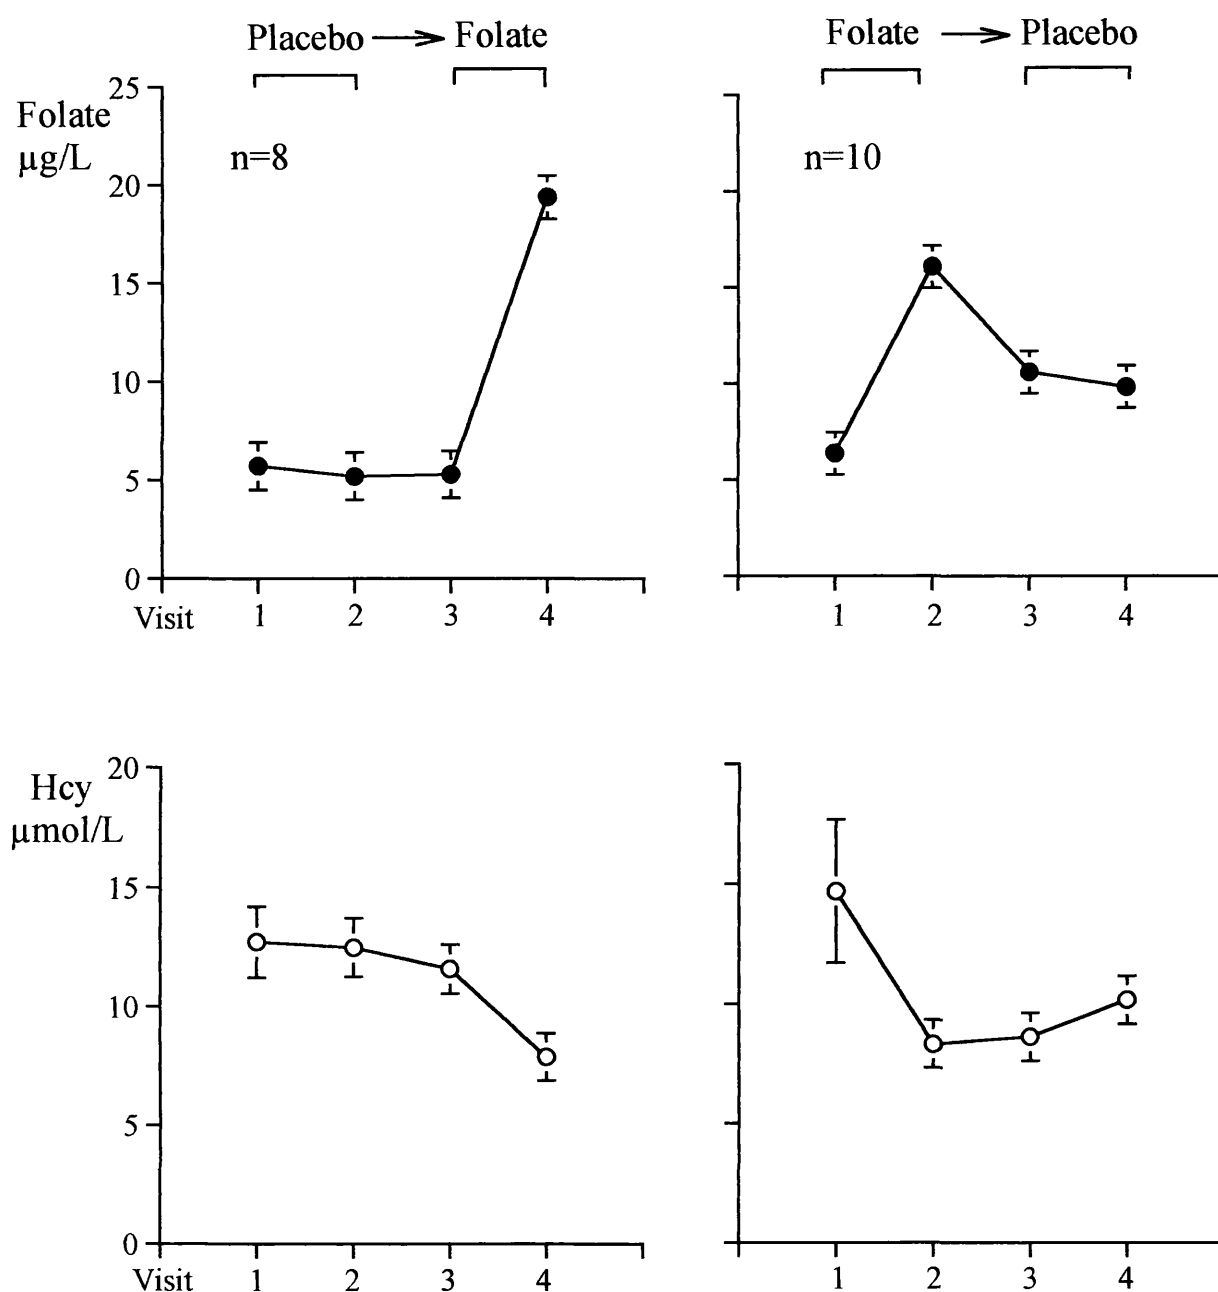 Placebo → Folate
Folate → Placebo
25
Folate
µg/L
n=8
n=10
20
15
10
5
0
Visit 1 2 3 4
1 2 3 4
20
Hcy
µmol/L
15
10
5
0
Visit 1 2 3 4
1 2 3 4